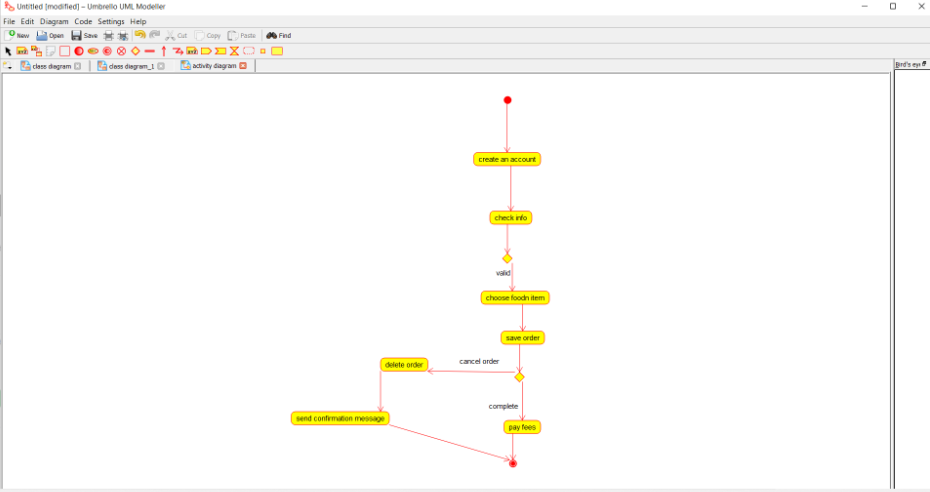 Untitled [modified] – Umbrello UML Modeller
File Edit Diagram Code Settings Help
New Open Save Cut Copy Paste Find
class diagram class diagram_1 activity diagram
Bird's eye
create an account
check info
valid
choose foodn item
save order
cancel order
delete order
complete
send confirmation message
pay fees